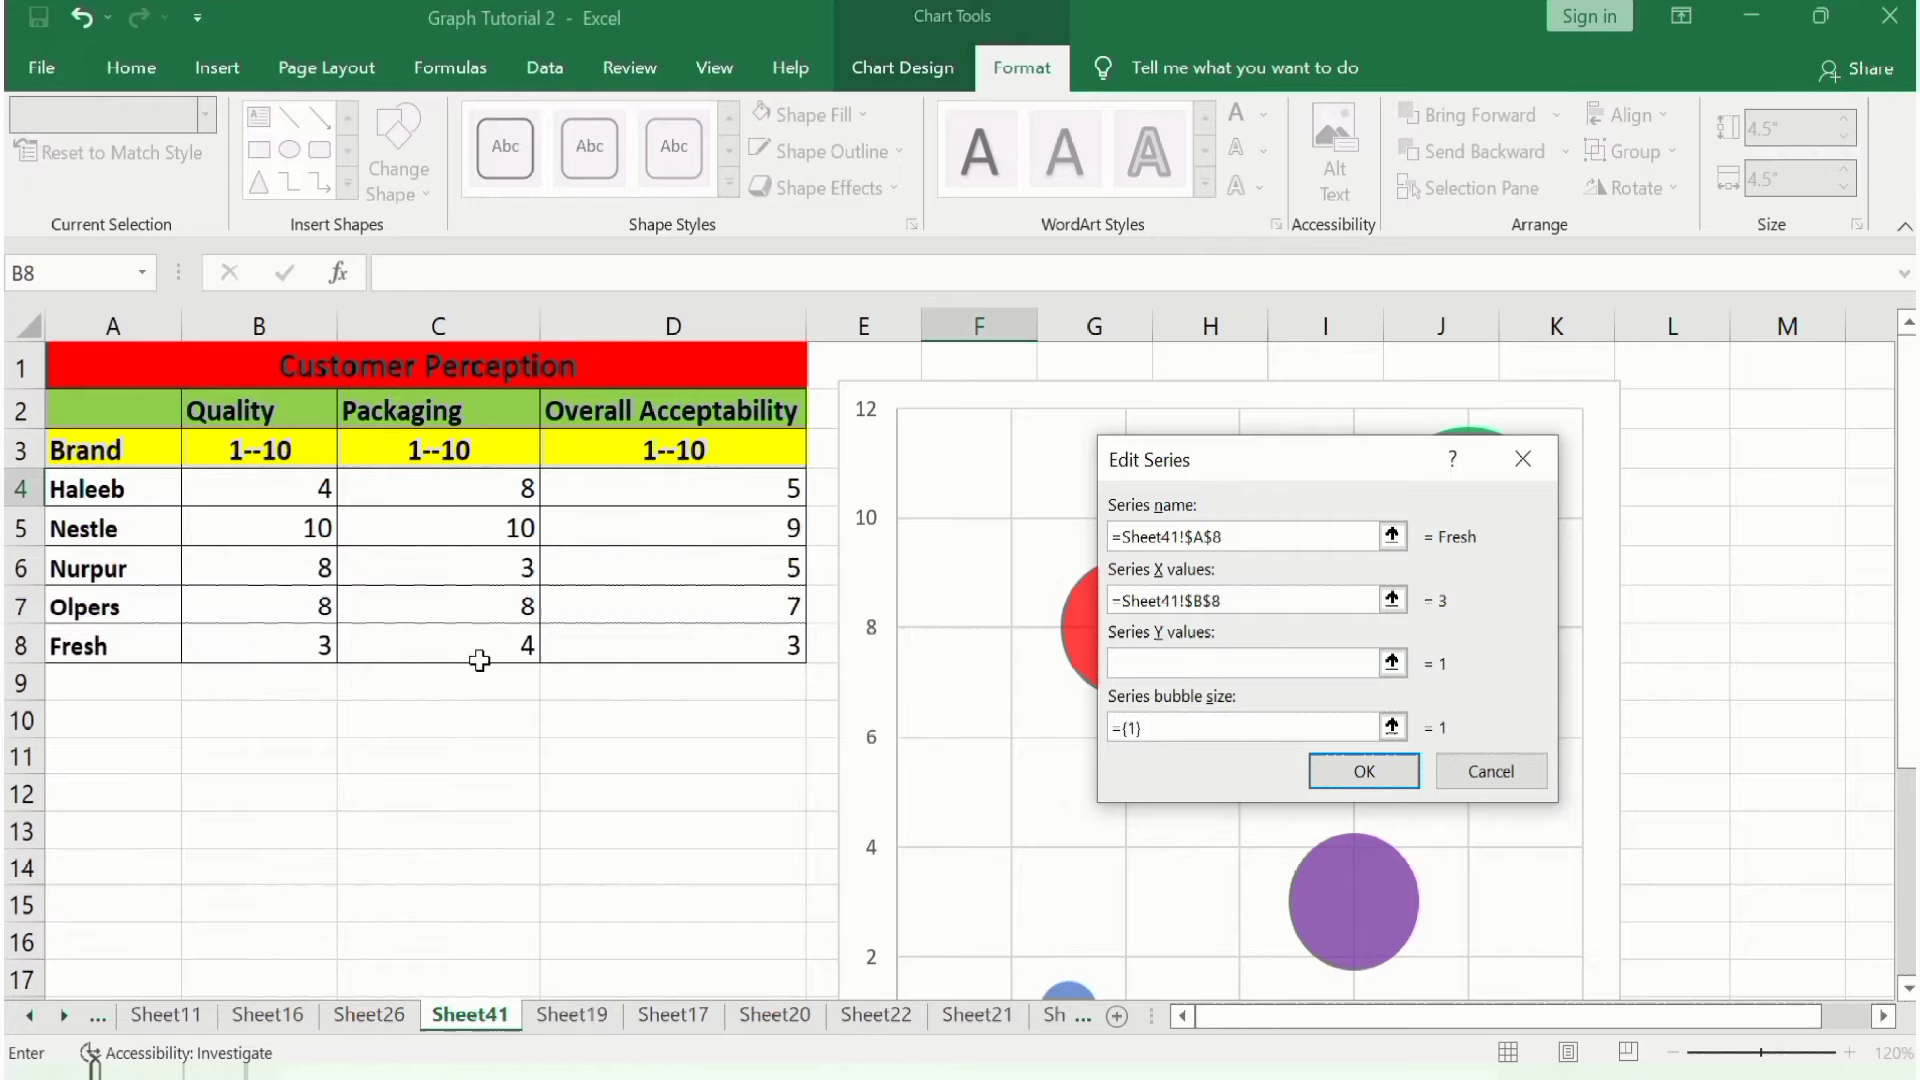 Graph Tutorial 2 - Excel
Chart Tools
Sign in
File Home Insert Page Layout Formulas Data Review View Help Chart Design Format Tell me what you want to do Share
Reset to Match Style
Current Selection
Change
Shape
Insert Shapes
Abc Abc Abc
Shape Fill
Shape Outline
Shape Effects
Shape Styles
A A A
WordArt Styles
Alt
Text
Accessibility
Bring Forward
Send Backward
Selection Pane
Align
Group
Rotate
Arrange
4.5"
4.5"
Size
B8
fx
A B C D E F G H I J K L M
1 Customer Perception
2 Quality Packaging Overall Acceptability
3 Brand 1--10 1--10 1--10
4 Haleeb 4 8 5
5 Nestle 10 10 9
6 Nurpur 8 3 5
7 Olpers 8 8 7
8 Fresh 3 4 3
9
10
11
12
13
14
15
16
17
12
10
8
6
4
2
Edit Series ?
Series name:
=Sheet41!$A$8 = Fresh
Series X values:
=Sheet41!$B$8 = 3
Series Y values:
= 1
Series bubble size:
={1} = 1
OK Cancel
... Sheet11 Sheet16 Sheet26 Sheet41 Sheet19 Sheet17 Sheet20 Sheet22 Sheet21 Sh ...
Enter Accessibility: Investigate 120%